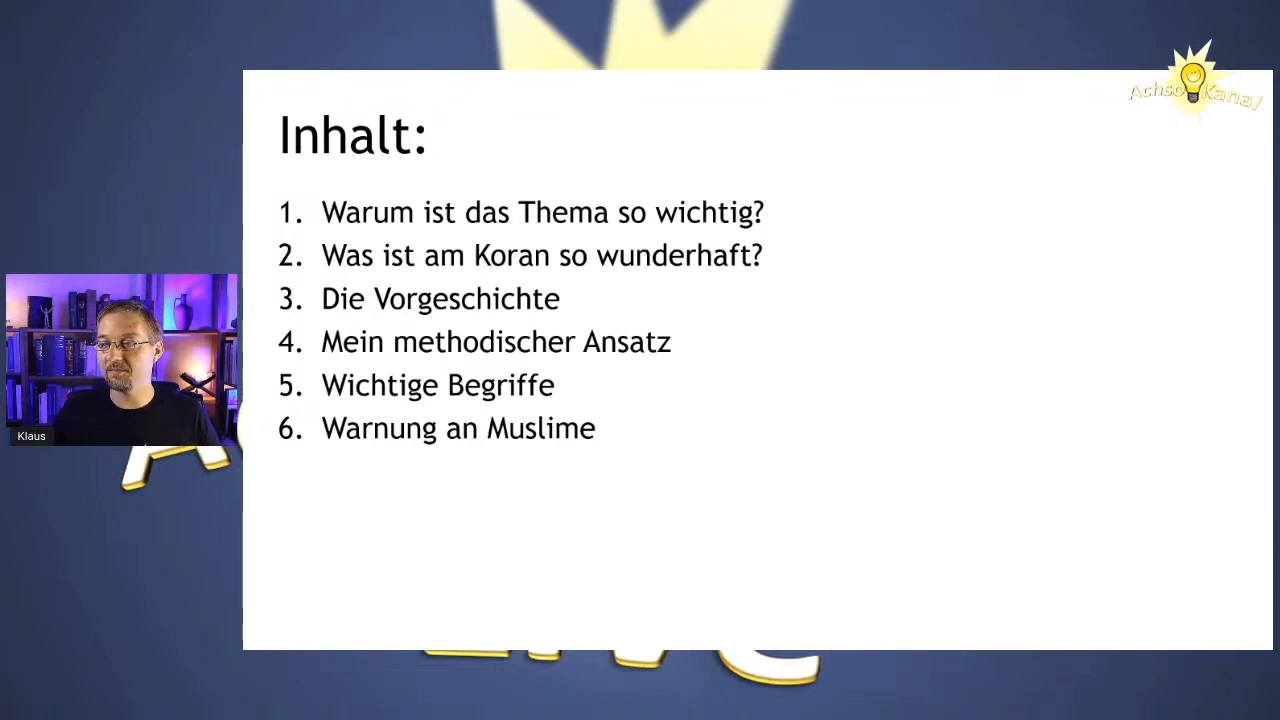 Achso Kanal
Inhalt:
1. Warum ist das Thema so wichtig?
2. Was ist am Koran so wunderhaft?
3. Die Vorgeschichte
4. Mein methodischer Ansatz
5. Wichtige Begriffe
6. Warnung an Muslime
Klaus